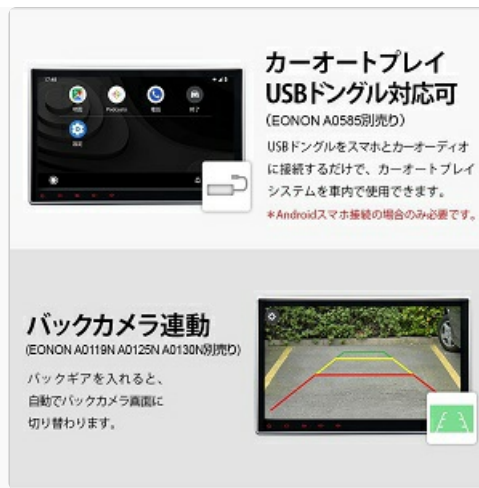 カーオートプレイ
USBドングル対応可
(EONON A0585別売り)
USBドングルをスマホとカーオーディオ
に接続するだけで、カーオートプレイ
システムを車内で使用できます。
*Androidスマホ接続の場合のみ必要です。
バックカメラ連動
(EONON A0119N A0125N A0130N別売り)
バックギアを入れると、
自動でバックカメラ画面に
切り替わります。